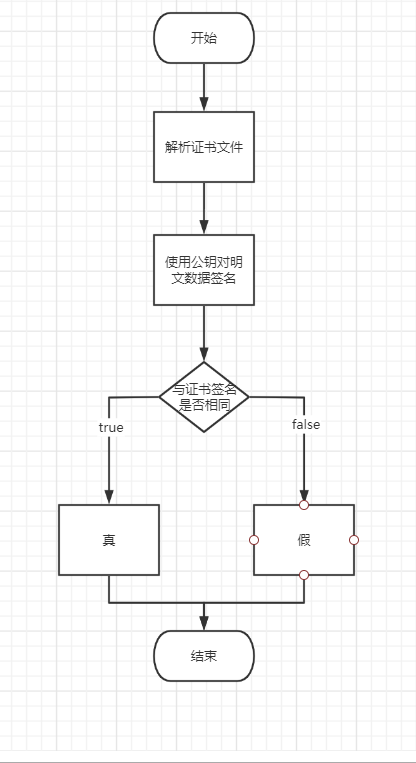 开始
解析证书文件
使用公钥对明
文数据签名
与证书签名
是否相同
true
false
真
假
结束